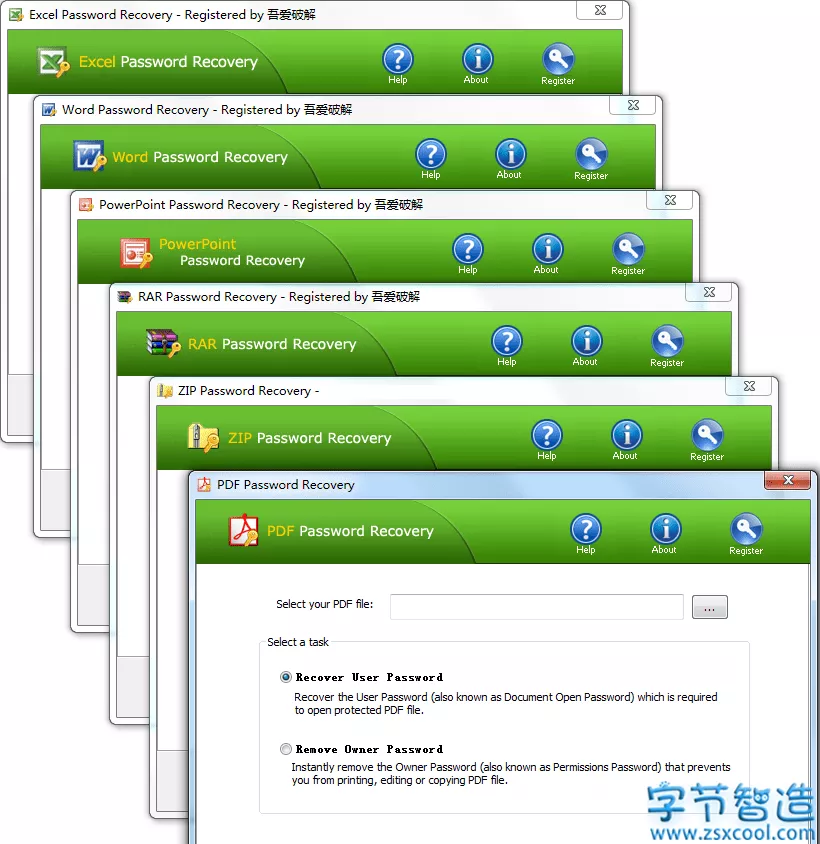 Excel Password Recovery - Registered by 吾爱破解
Excel Password Recovery
Help
About
Register
Word Password Recovery - Registered by 吾爱破解
Word Password Recovery
Help
About
Register
PowerPoint Password Recovery - Registered by 吾爱破解
PowerPoint
Password Recovery
Help
About
Register
RAR Password Recovery - Registered by 吾爱破解
RAR Password Recovery
Help
About
Register
ZIP Password Recovery -
ZIP Password Recovery
Help
About
Register
PDF Password Recovery
PDF Password Recovery
Help
About
Register
Select your PDF file:
...
Select a task
Recover User Password
Recover the User Password (also known as Document Open Password) which is required
to open protected PDF file.
Remove Owner Password
Instantly remove the Owner Password (also known as Permissions Password) that prevents
you from printing, editing or copying PDF file.
字节智造
www.zsxcool.com